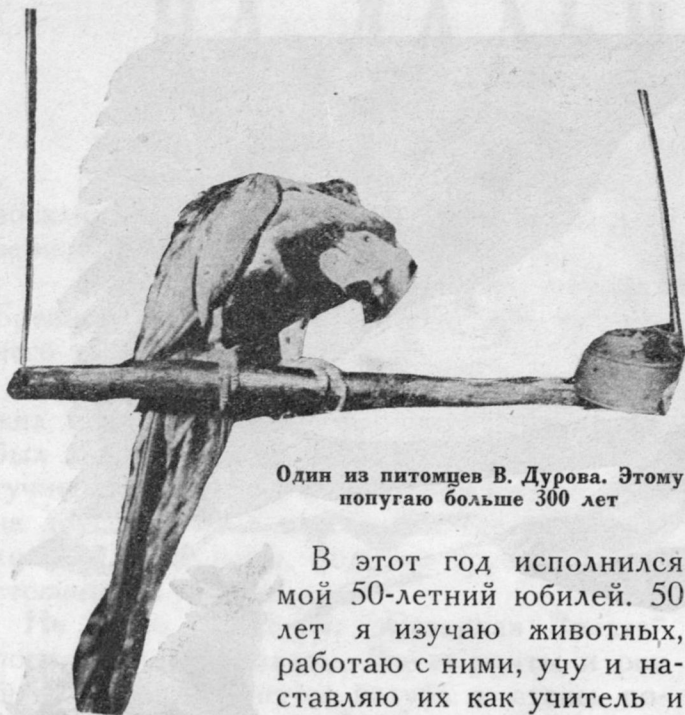 Один из питомцев В. Дурова. Этому
попугаю больше 300 лет
В этот год исполнился
мой 50-летний юбилей. 50
лет я изучаю животных,
работаю с ними, учу и на-
ставляю их как учитель и